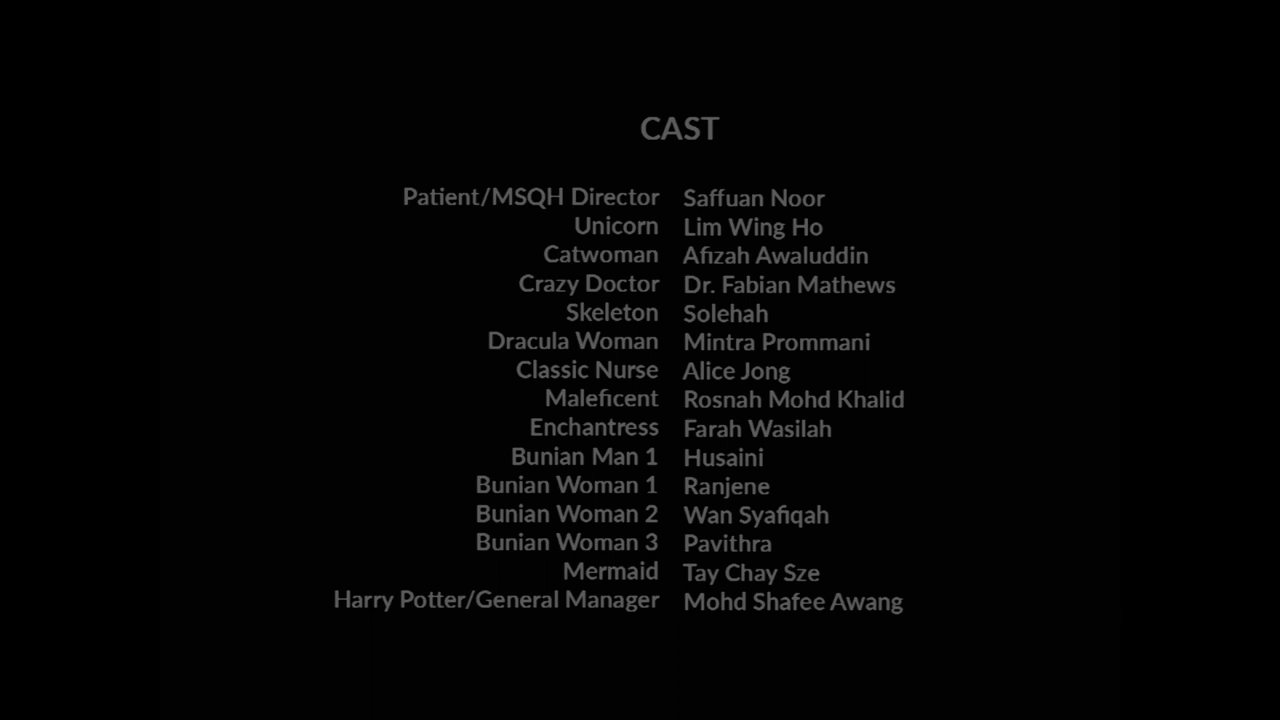 CAST
Patient/MSQH Director Saffuan Noor
Unicorn Lim Wing Ho
Catwoman Afizah Awaluddin
Crazy Doctor Dr. Fabian Mathews
Skeleton Solehah
Dracula Woman Mintra Prommani
Classic Nurse Alice Jong
Maleficent Rosnah Mohd Khalid
Enchantress Farah Wasilah
Bunian Man 1 Husaini
Bunian Woman 1 Ranjene
Bunian Woman 2 Wan Syafiqah
Bunian Woman 3 Pavithra
Mermaid Tay Chay Sze
Harry Potter/General Manager Mohd Shafee Awang